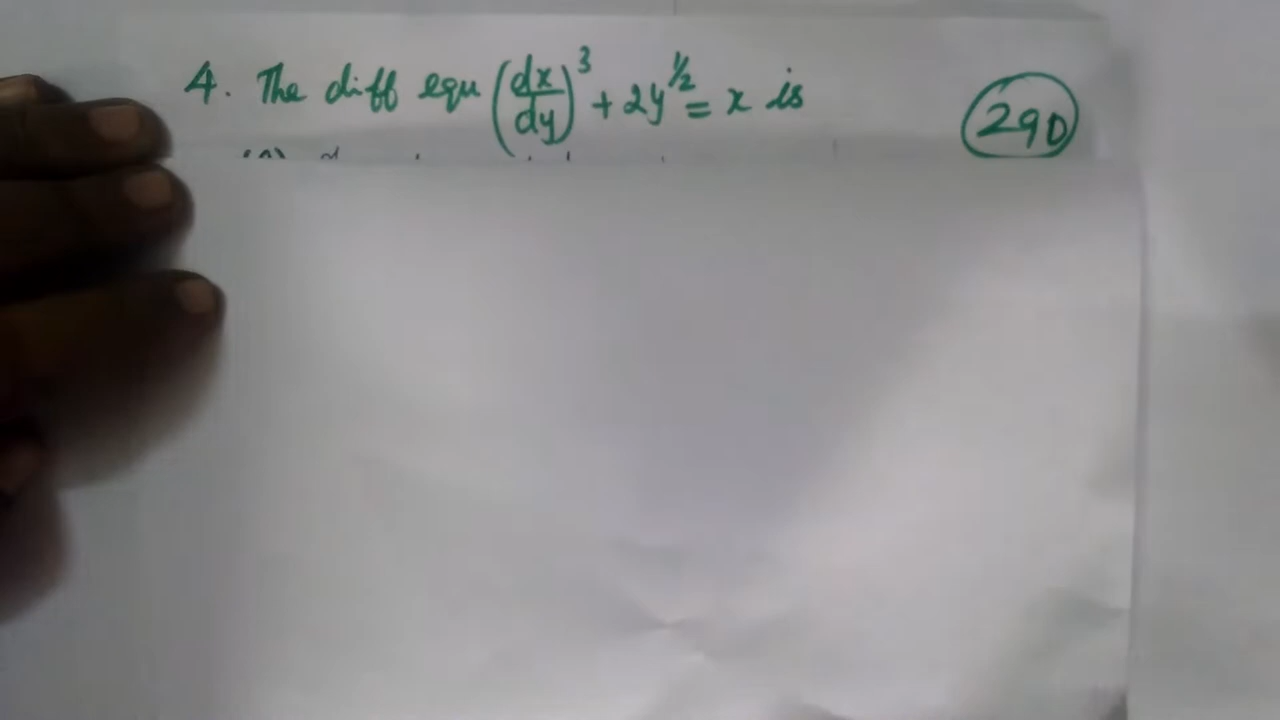 4. The diff equ (dx/dy)³ + 2y^½ = x is
290